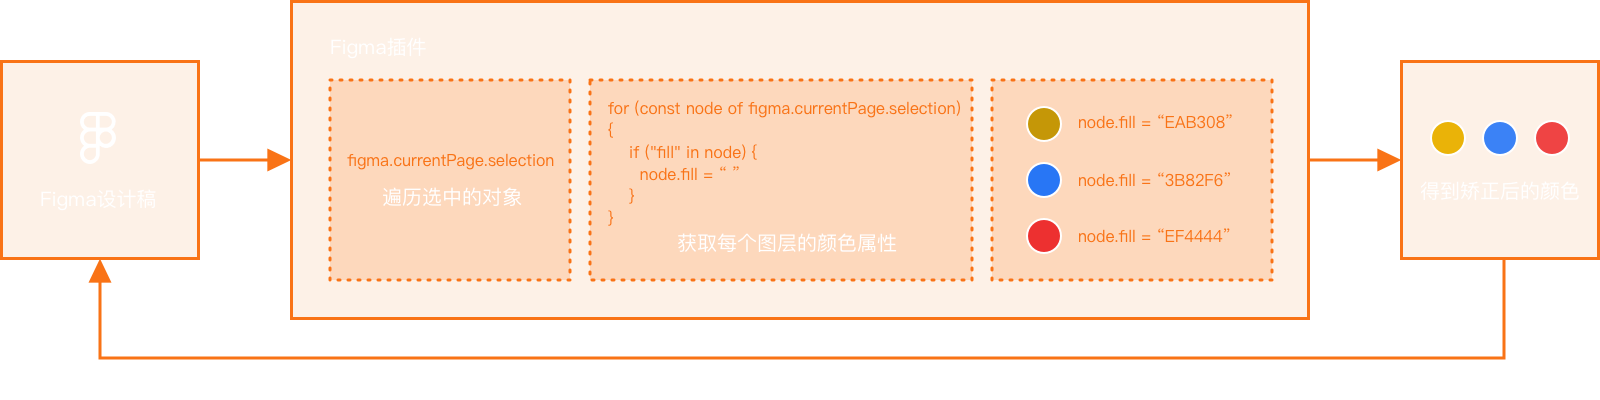 Figma设计稿
Figma插件
figma.currentPage.selection
遍历选中的对象
for (const node of figma.currentPage.selection)
{
if ("fill" in node) {
node.fill = “ ”
}
}
获取每个图层的颜色属性
node.fill = “EAB308”
node.fill = “3B82F6”
node.fill = “EF4444”
得到矫正后的颜色